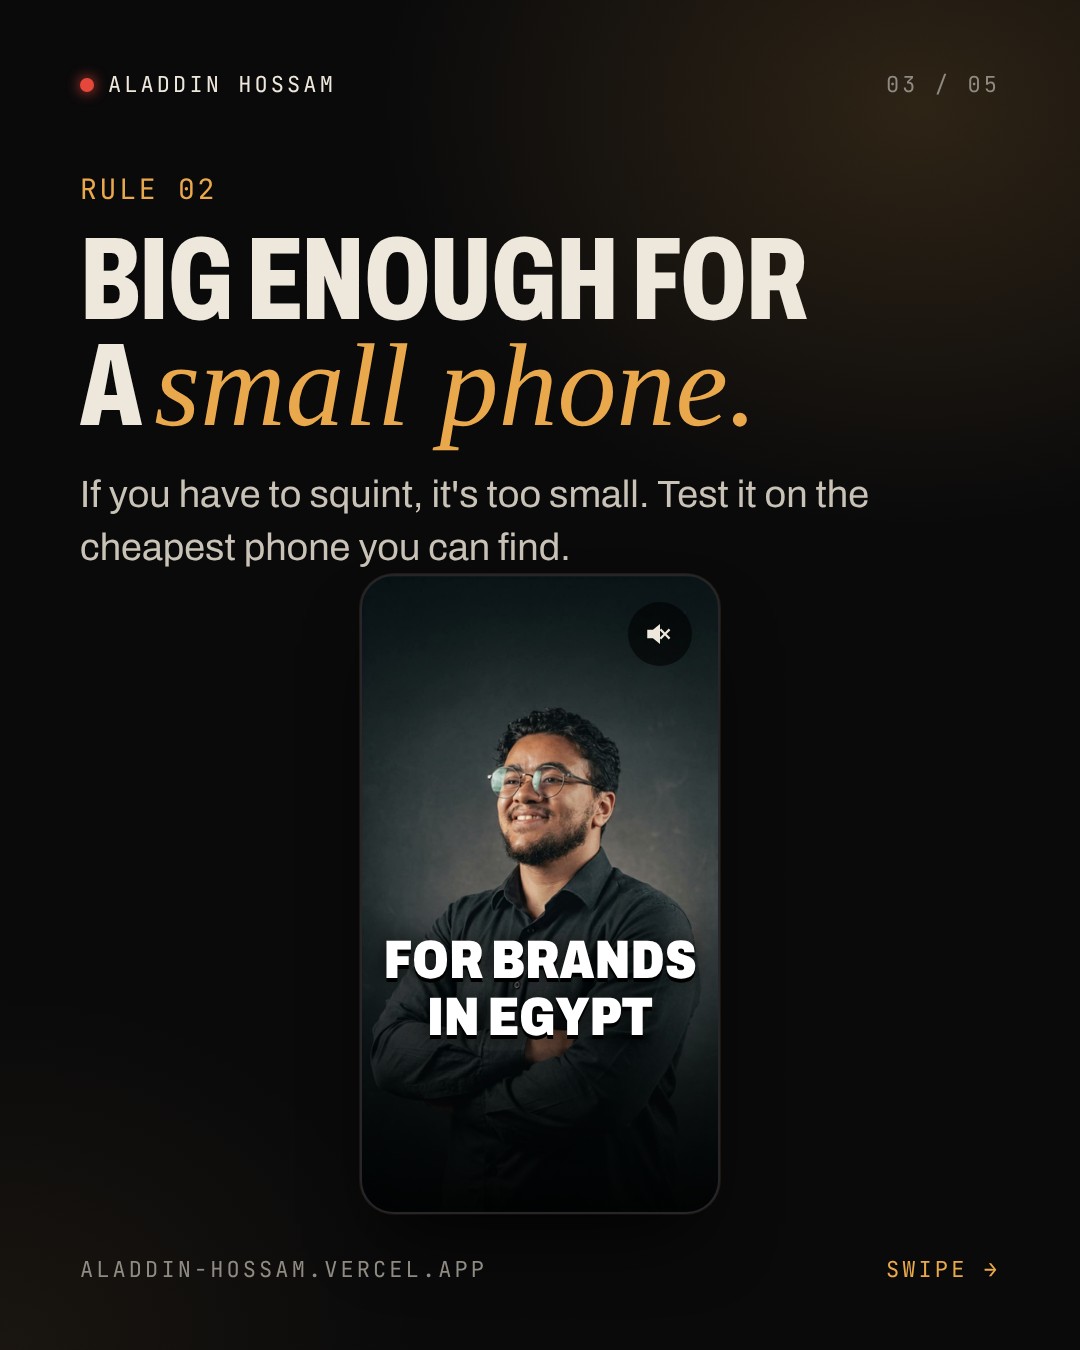 ALADDIN HOSSAM
03 / 05
RULE 02
BIG ENOUGH FOR
A small phone.
If you have to squint, it's too small. Test it on the
cheapest phone you can find.
FOR BRANDS
IN EGYPT
ALADDIN-HOSSAM.VERCEL.APP
SWIPE →